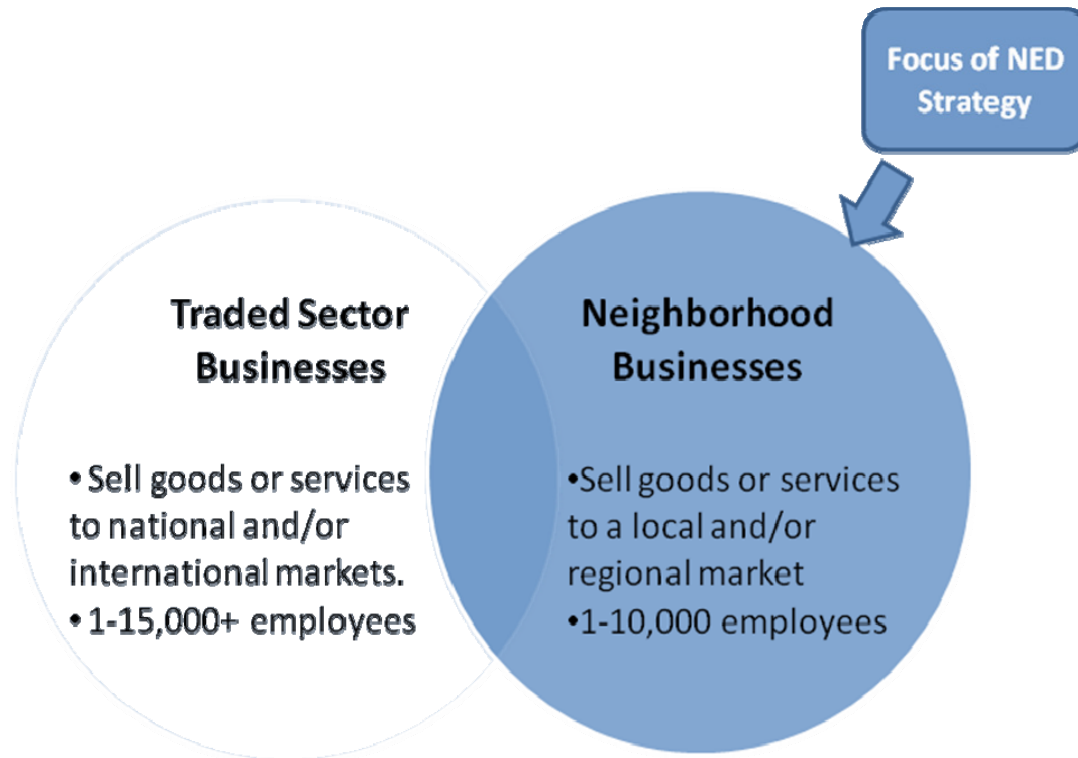 Focus of NED
Strategy
Traded Sector
Businesses
• Sell goods or services
to national and/or
international markets.
• 1-15,000+ employees
Neighborhood
Businesses
•Sell goods or services
to a local and/or
regional market
•1-10,000 employees